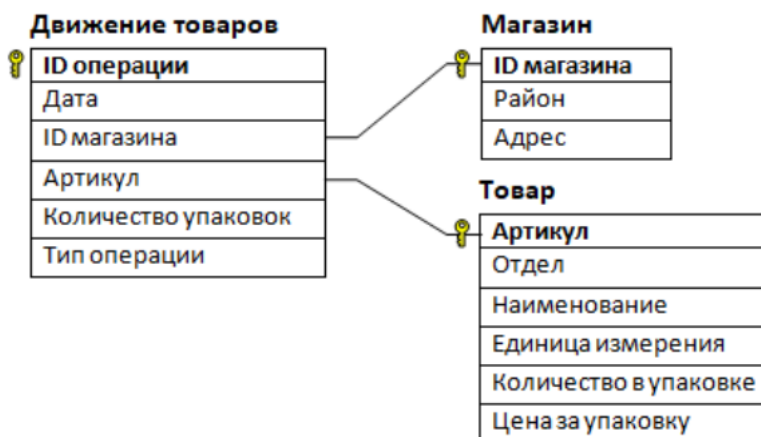 Движение товаров
ID операции
Дата
ID магазина
Артикул
Количество упаковок
Тип операции
Магазин
ID магазина
Район
Адрес
Товар
Артикул
Отдел
Наименование
Единица измерения
Количество в упаковке
Цена за упаковку